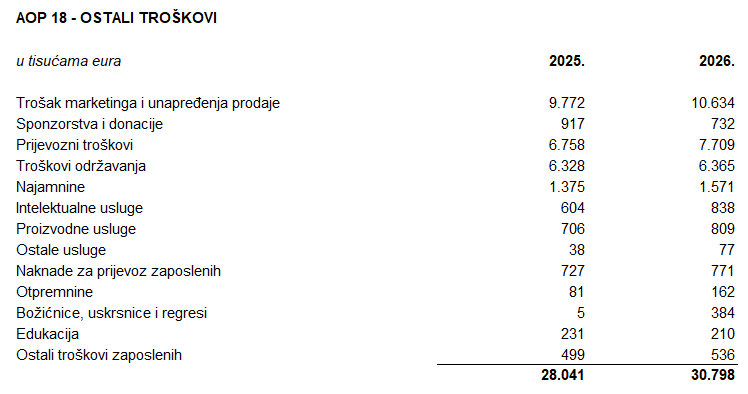 AOP 18 - OSTALI TROŠKOVI
u tisućama eura 2025. 2026.
Trošak marketinga i unapređenja prodaje 9.772 10.634
Sponzorstva i donacije 917 732
Prijevozni troškovi 6.758 7.709
Troškovi održavanja 6.328 6.365
Najamnine 1.375 1.571
Intelektualne usluge 604 838
Proizvodne usluge 706 809
Ostale usluge 38 77
Naknade za prijevoz zaposlenih 727 771
Otpremnine 81 162
Božićnice, uskrsnice i regresi 5 384
Edukacija 231 210
Ostali troškovi zaposlenih 499 536
28.041 30.798